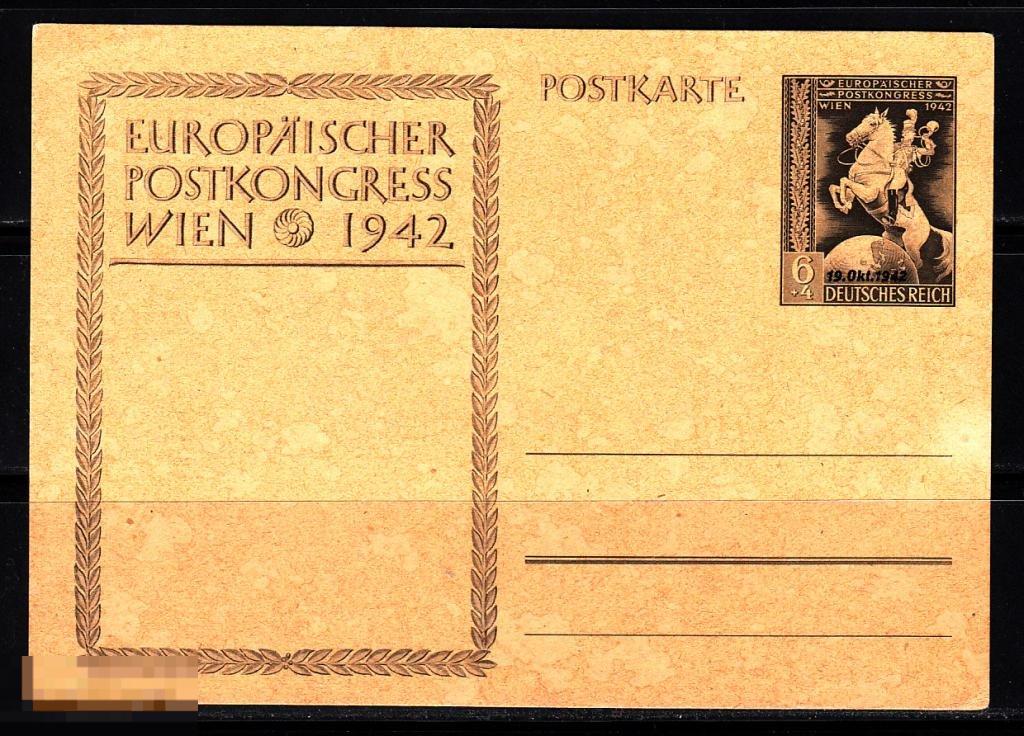 EUROPÄISCHER
POSTKONGRESS
WIEN 1942
POSTKARTE
EUROPÄISCHER
POSTKONGRESS
WIEN 1942
6
+4
19.Okt.1942
DEUTSCHES REICH